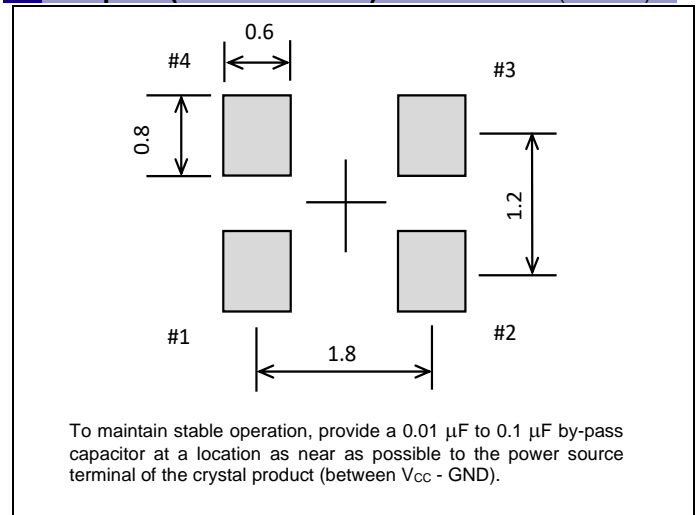 0.6
#4
#3
0.8
1.2
#1
#2
1.8
To maintain stable operation, provide a 0.01 μF to 0.1 μF by-pass
capacitor at a location as near as possible to the power source
terminal of the crystal product (between VCC - GND).